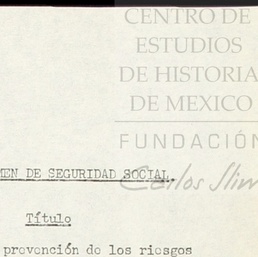 CENTRO DE
ESTUDIOS
DE HISTORIA
DE MEXICO
FUNDACIÓN
Carlos Slim
MEN DE SEGURIDAD SOCIAL.
Título
prevención de los riesgos